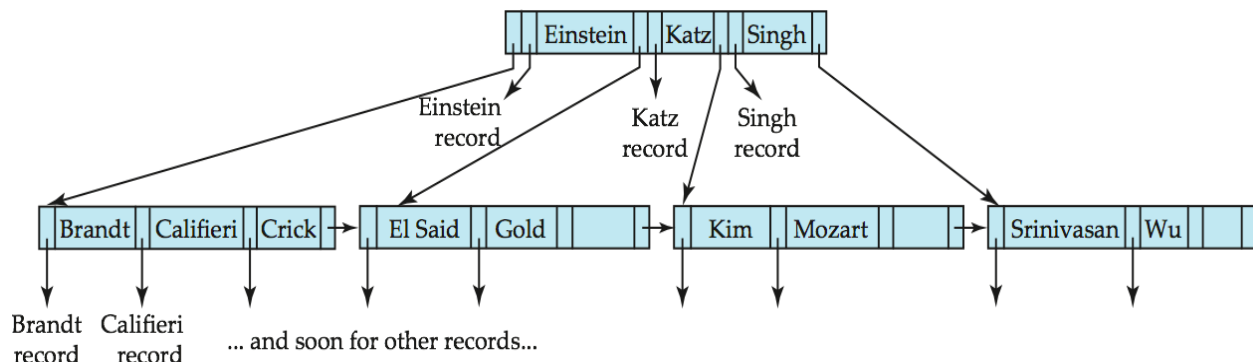 Einstein Katz Singh
Einstein
record
Katz
record
Singh
record
Brandt Califieri Crick El Said Gold Kim Mozart Srinivasan Wu
Brandt
record
Califieri
record
... and soon for other records...